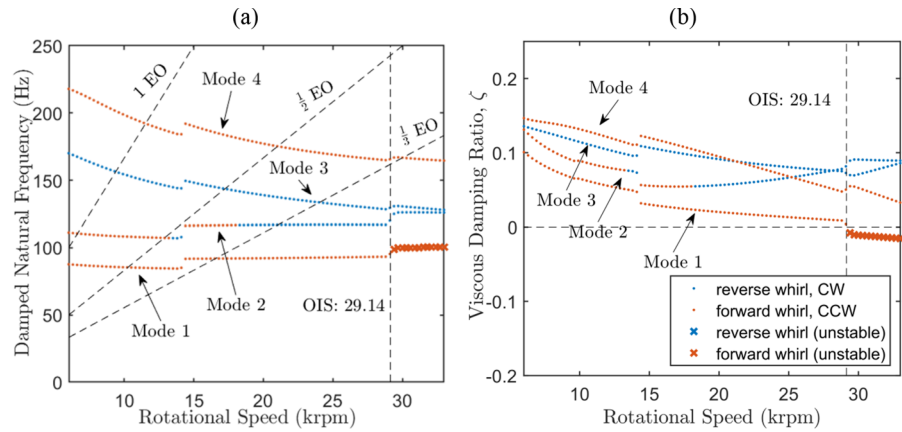 (a)
(b)
Damped Natural Frequency (Hz)
250
200
150
100
50
0
1 EO
Mode 4
1/2 EO
1/3 EO
Mode 3
Mode 2
Mode 1
OIS: 29.14
10
15
20
25
30
Rotational Speed (krpm)
Viscous Damping Ratio, ζ
0.2
0.1
0
-0.1
-0.2
Mode 4
OIS: 29.14
Mode 3
Mode 2
Mode 1
reverse whirl, CW
forward whirl, CCW
reverse whirl (unstable)
forward whirl (unstable)
10
15
20
25
30
Rotational Speed (krpm)